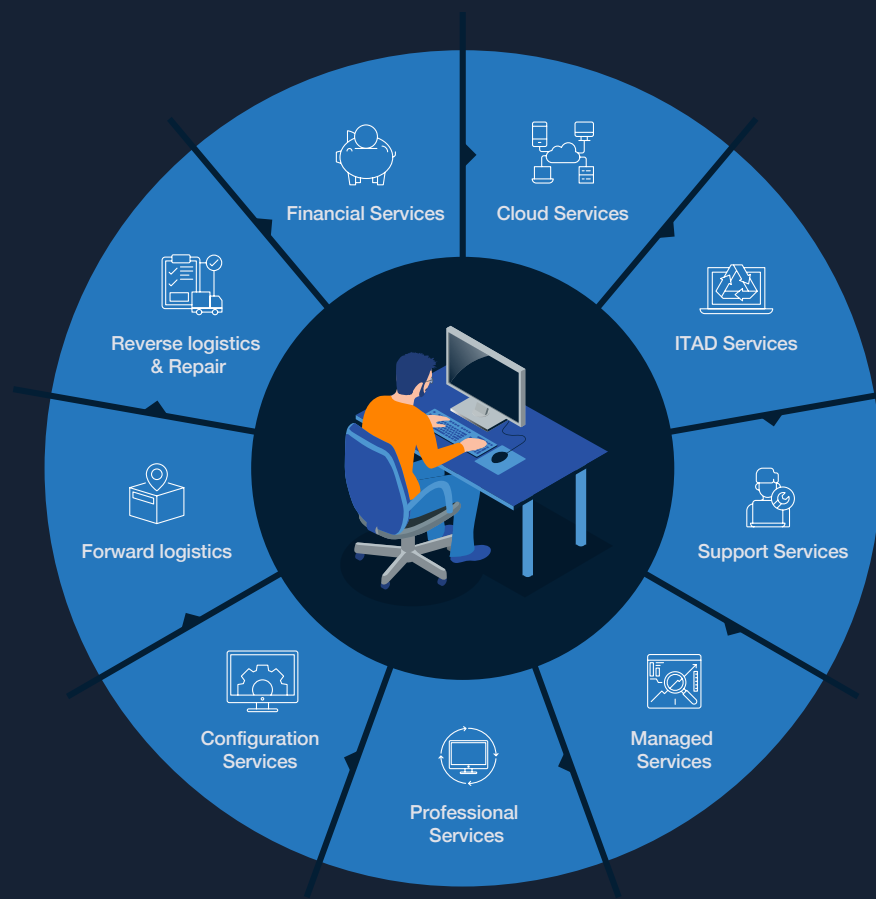 Financial Services
Cloud Services
ITAD Services
Support Services
Managed
Services
Professional
Services
Configuration
Services
Forward logistics
Reverse logistics
& Repair